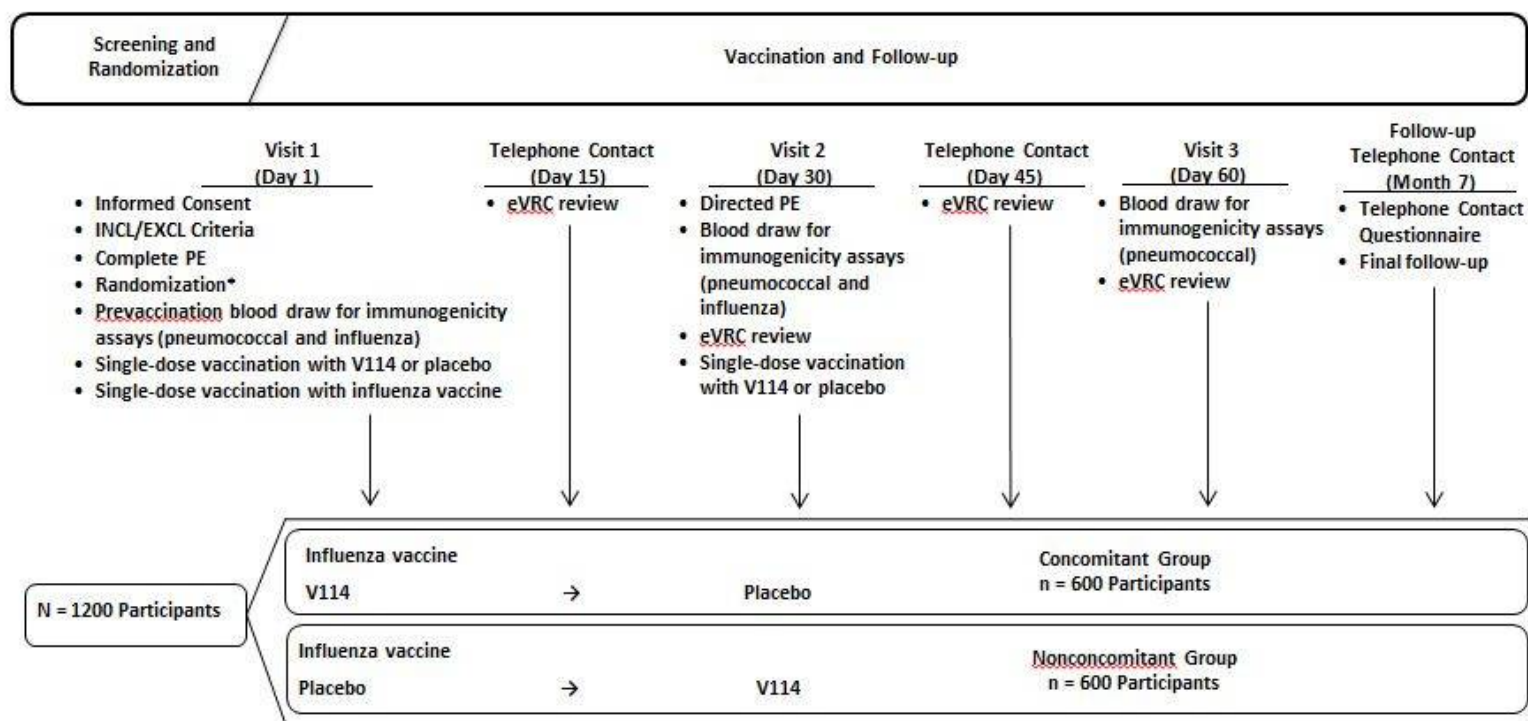 Screening and
Randomization
Vaccination and Follow-up
Visit 1
(Day 1)
• Informed Consent
• INCL/EXCL Criteria
• Complete PE
• Randomization*
• Prevaccination blood draw for immunogenicity
assays (pneumococcal and influenza)
• Single-dose vaccination with V114 or placebo
• Single-dose vaccination with influenza vaccine
Telephone Contact
(Day 15)
• eVRC review
Visit 2
(Day 30)
• Directed PE
• Blood draw for
immunogenicity assays
(pneumococcal and
influenza)
• eVRC review
• Single-dose vaccination
with V114 or placebo
Telephone Contact
(Day 45)
• eVRC review
Visit 3
(Day 60)
• Blood draw for
immunogenicity assays
(pneumococcal)
• eVRC review
Follow-up
Telephone Contact
(Month 7)
• Telephone Contact
Questionnaire
• Final follow-up
N = 1200 Participants
Influenza vaccine
V114 → Placebo
Concomitant Group
n = 600 Participants
Influenza vaccine
Placebo → V114
Nonconcomitant Group
n = 600 Participants